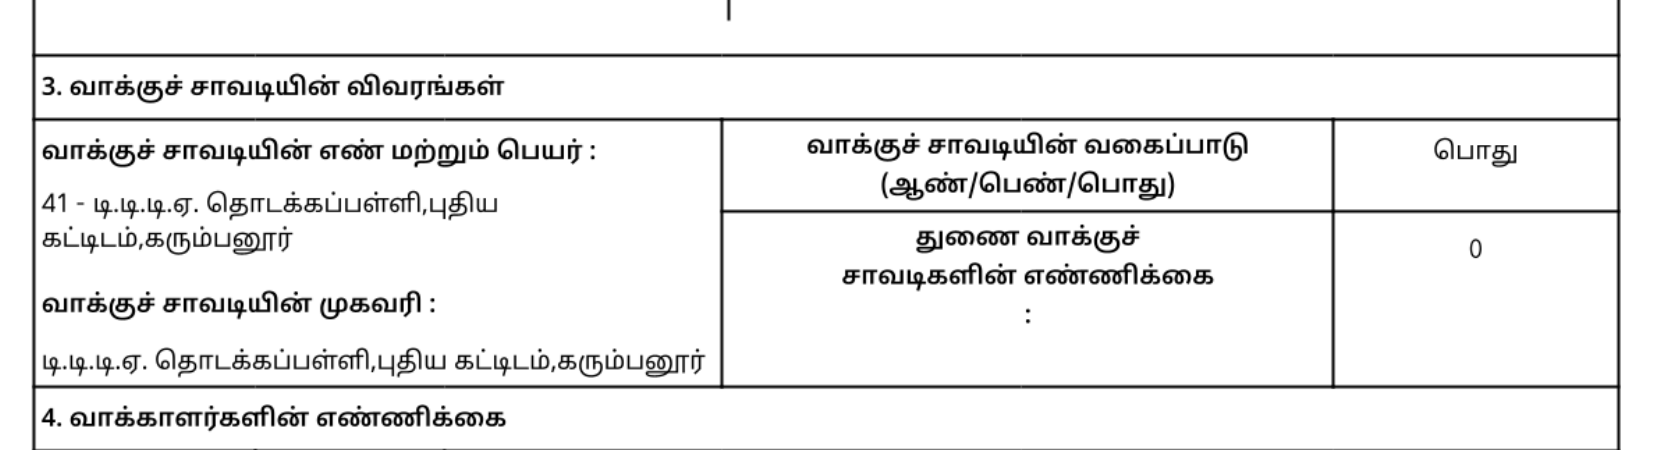 3. வாக்குச் சாவடியின் விவரங்கள்
வாக்குச் சாவடியின் எண் மற்றும் பெயர் :
41 - டி.டி.டி.ஏ. தொடக்கப்பள்ளி,புதிய
கட்டிடம்,கரும்பனூர்
வாக்குச் சாவடியின் முகவரி :
டி.டி.டி.ஏ. தொடக்கப்பள்ளி,புதிய கட்டிடம்,கரும்பனூர்
வாக்குச் சாவடியின் வகைப்பாடு
(ஆண்/பெண்/பொது)
பொது
துணை வாக்குச்
சாவடிகளின் எண்ணிக்கை
:
0
4. வாக்காளர்களின் எண்ணிக்கை